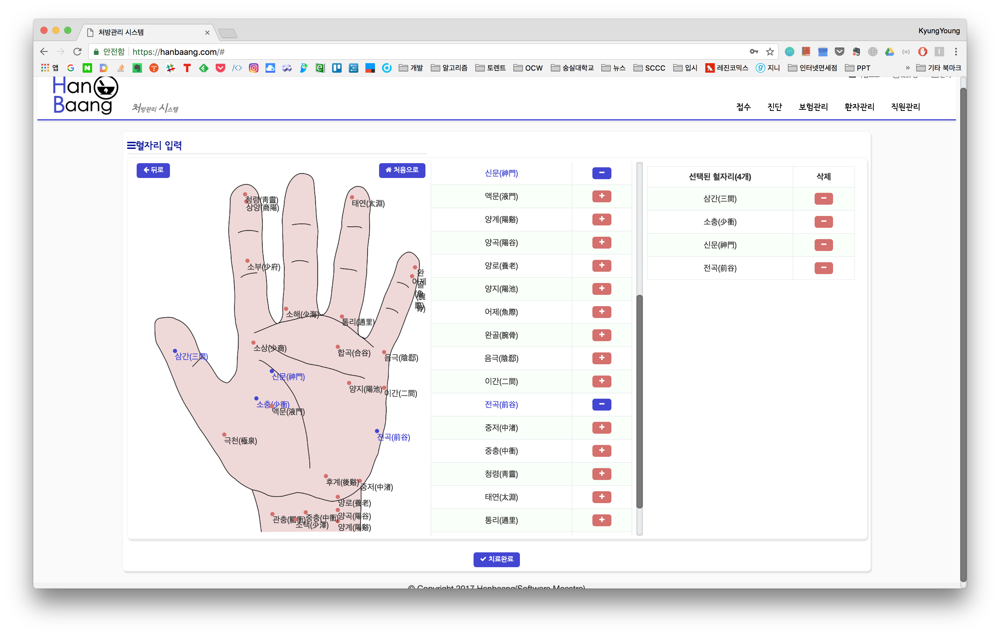 처방관리 시스템
KyungYoung
안전함 https://hanbaang.com/#
앱 개발 알고리즘 토렌트 OCW 숭실대학교 뉴스 SCCC 입시 레진코믹스 지니 인터넷면세점 PPT » 기타 북마크
Han
Baang
처방관리 시스템
접수 진단 보험관리 환자관리 직원관리
혈자리 입력
뒤로
처음으로
청령(靑靈)
상양(商陽)
태연(太淵)
소부(少府)
완골(腕骨)
어제(魚際)
소해(少海)
통리(通里)
소상(少商)
합곡(合谷)
음극(陰郄)
삼간(三間)
신문(神門)
양지(陽池)
이간(二間)
소충(少衝)
액문(液門)
전곡(前谷)
극천(極泉)
후계(後谿)
중저(中渚)
양로(養老)
관충(關衝)
중충(中衝)
양곡(陽谷)
소택(少澤)
양계(陽谿)
신문(神門)
액문(液門)
양계(陽谿)
양곡(陽谷)
양로(養老)
양지(陽池)
어제(魚際)
완골(腕骨)
음극(陰郄)
이간(二間)
전곡(前谷)
중저(中渚)
중충(中衝)
청령(靑靈)
태연(太淵)
통리(通里)
선택된 혈자리(4개) 삭제
삼간(三間)
소충(少衝)
신문(神門)
전곡(前谷)
치료완료
© Copyright 2017 Hanbaang(Software Maestro)